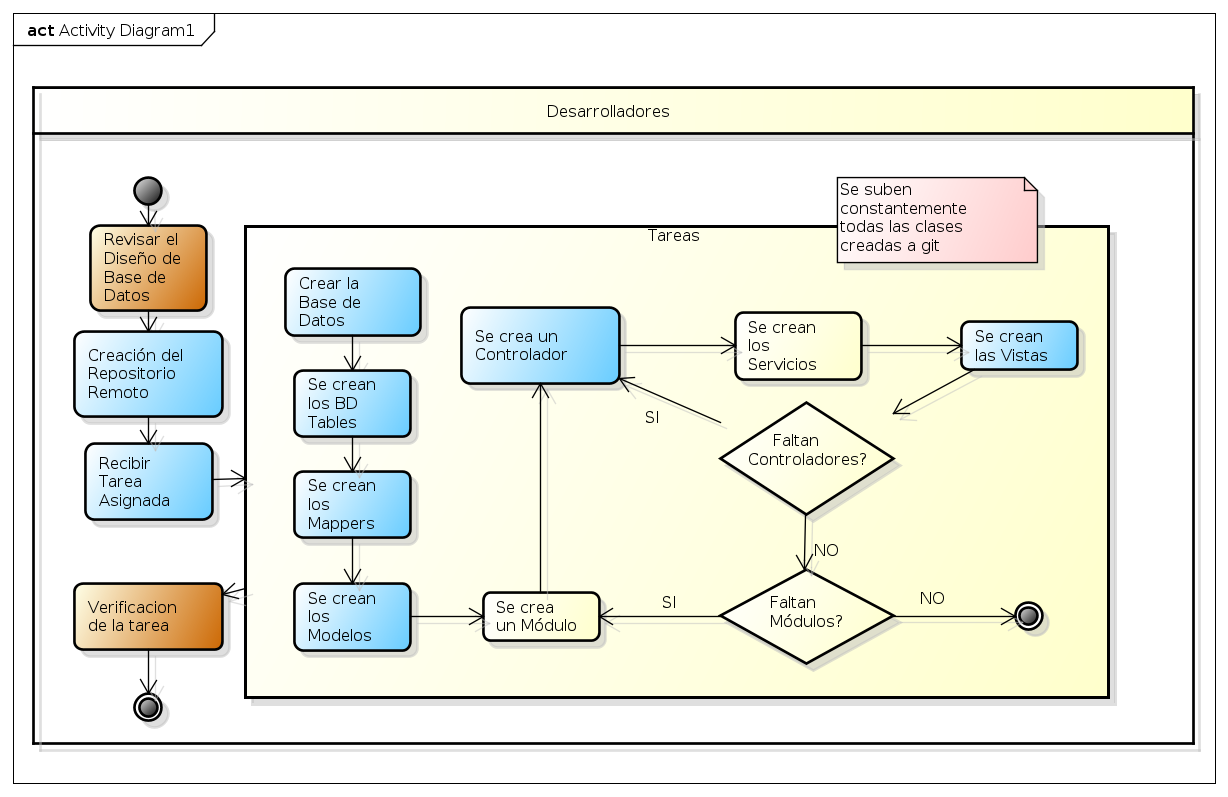 act Activity Diagram1
Desarrolladores
Revisar el
Diseño de
Base de
Datos
Creación del
Repositorio
Remoto
Recibir
Tarea
Asignada
Verificacion
de la tarea
Tareas
Se suben
constantemente
todas las clases
creadas a git
Crear la
Base de
Datos
Se crean
los BD
Tables
Se crean
los
Mappers
Se crean
los
Modelos
Se crea
un Módulo
Se crea un
Controlador
Se crean
los
Servicios
Se crean
las Vistas
Faltan
Controladores?
SI
NO
Faltan
Módulos?
SI
NO